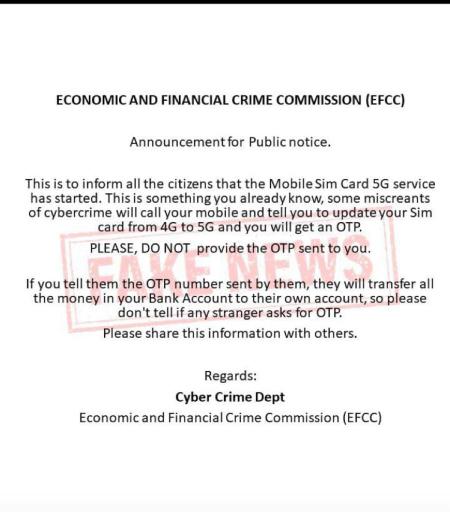 ECONOMIC AND FINANCIAL CRIME COMMISSION (EFCC)
Announcement for Public notice.
This is to inform all the citizens that the Mobile Sim Card 5G service
has started. This is something you already know, some miscreants
of cybercrime will call your mobile and tell you to update your Sim
card from 4G to 5G and you will get an OTP.
PLEASE, DO NOT provide the OTP sent to you.
FAKE NEWS
If you tell them the OTP number sent by them, they will transfer all
the money in your Bank Account to their own account, so please
don't tell if any stranger asks for OTP.
Please share this information with others.
Regards:
Cyber Crime Dept
Economic and Financial Crime Commission (EFCC)